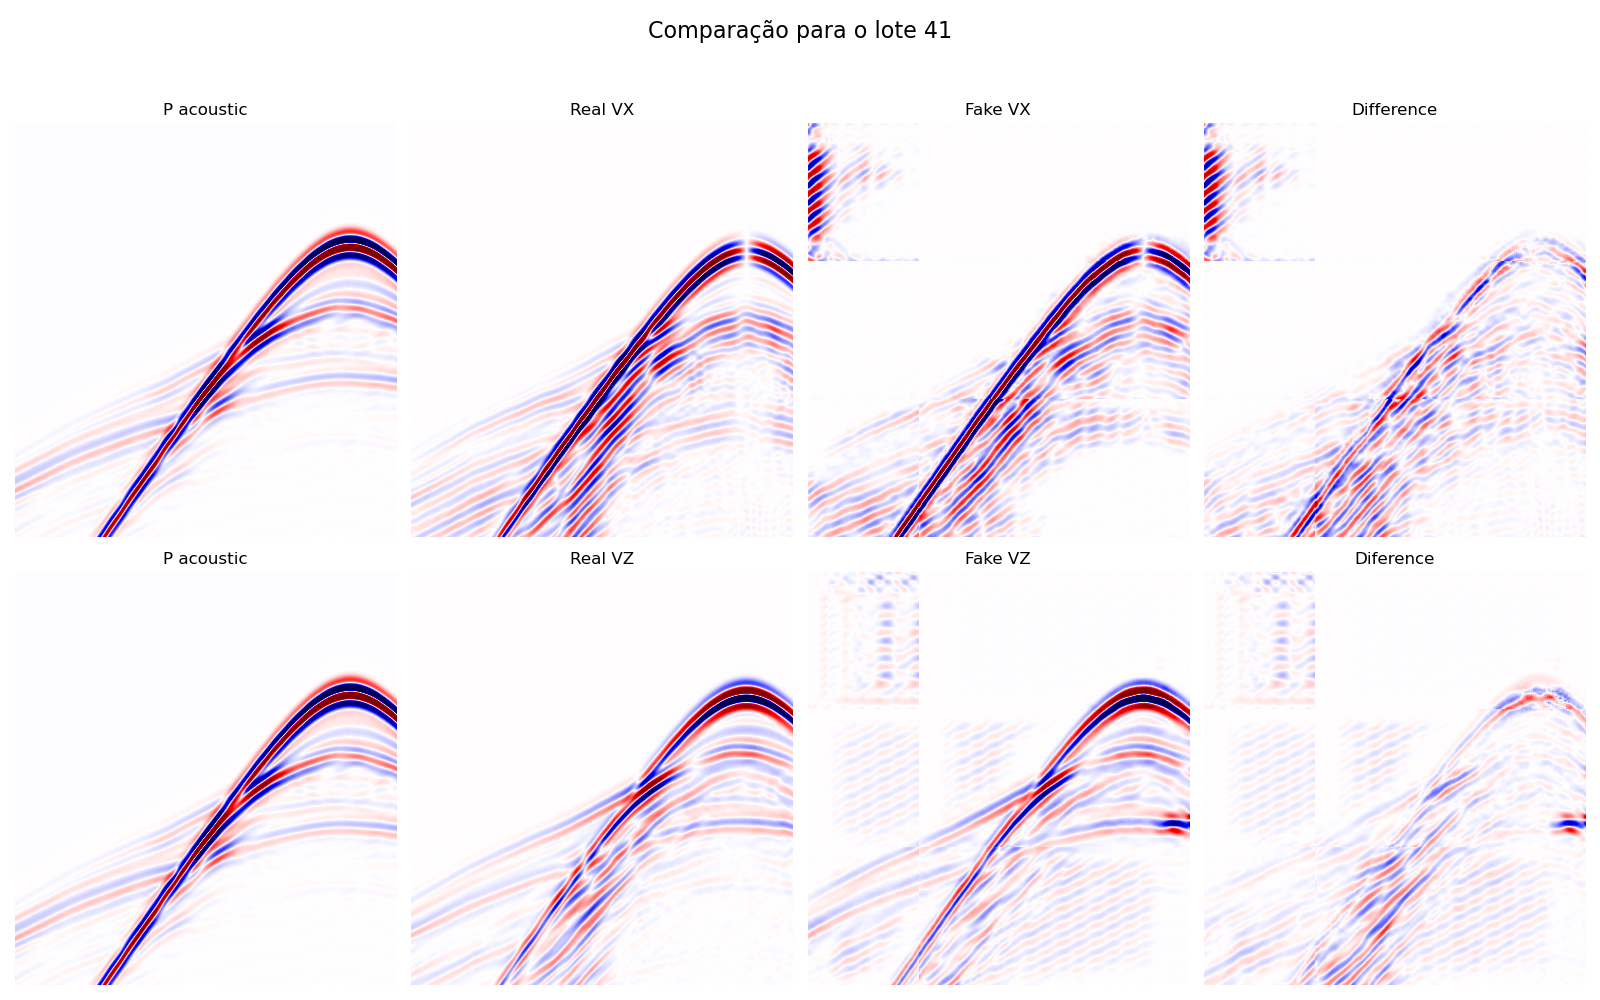 Comparação para o lote 41
P acoustic
Real VX
Fake VX
Difference
P acoustic
Real VZ
Fake VZ
Diference